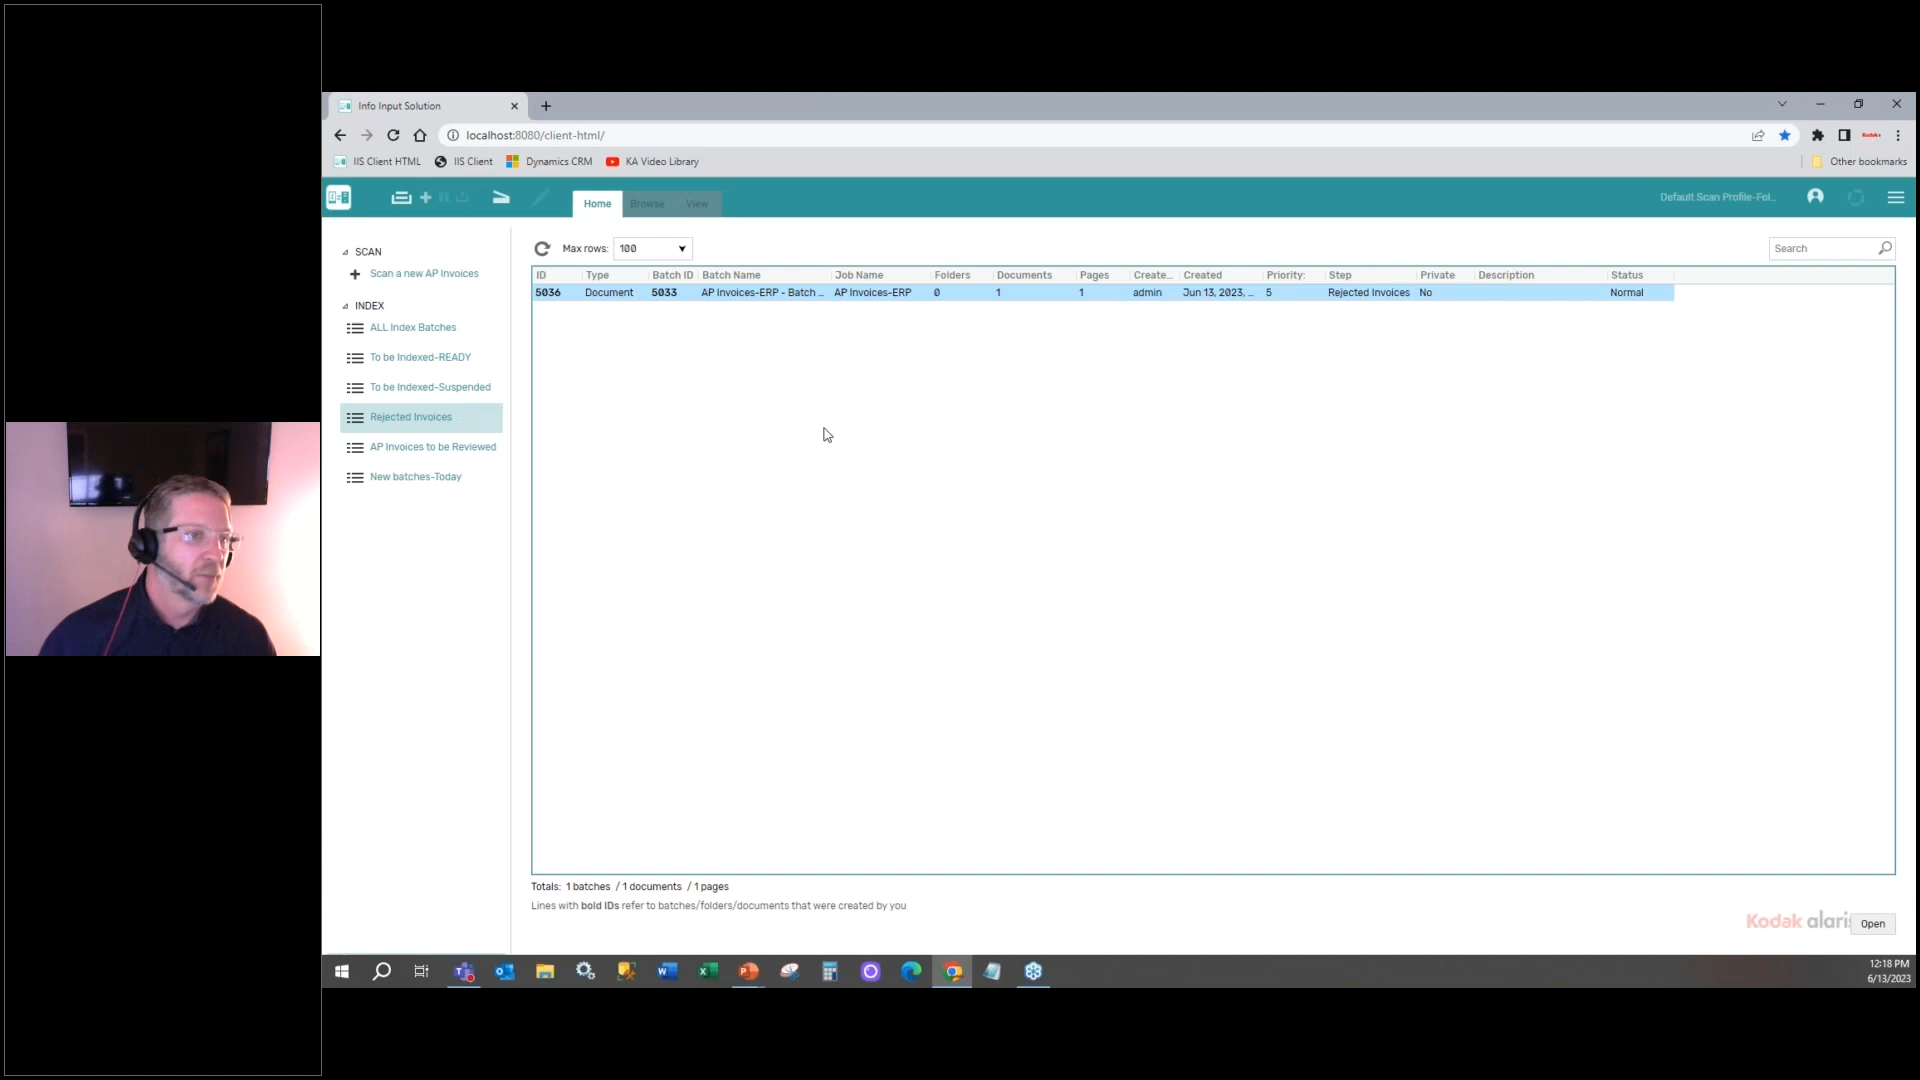 Info Input Solution
localhost:8080/client-html/
IIS Client HTML IIS Client Dynamics CRM KA Video Library Other bookmarks
Home Browse View Default Scan Profile-Fol...
SCAN
Scan a new AP Invoices
INDEX
ALL Index Batches
To be Indexed-READY
To be Indexed-Suspended
Rejected Invoices
AP Invoices to be Reviewed
New batches-Today
Max rows: 100 Search
ID Type Batch ID Batch Name Job Name Folders Documents Pages Create... Created Priority: Step Private Description Status
5036 Document 5033 AP Invoices-ERP - Batch ... AP Invoices-ERP 0 1 1 admin Jun 13, 2023, ... 5 Rejected Invoices No Normal
Totals: 1 batches / 1 documents / 1 pages
Lines with bold IDs refer to batches/folders/documents that were created by you
Kodak alaris Open
12:18 PM
6/13/2023